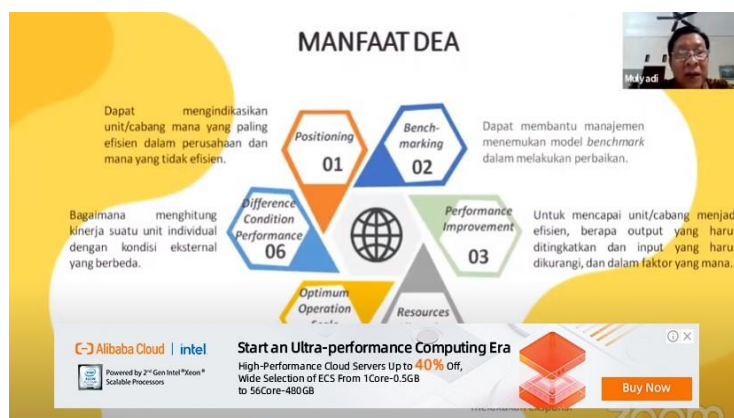 MANFAAT DEA
Mulyadi
Dapat mengindikasikan
unit/cabang mana yang paling
efisien dalam perusahaan dan
mana yang tidak efisien.
Positioning
01
Bench-
marking
02
Dapat membantu manajemen
menemukan model benchmark
dalam melakukan perbaikan.
Bagaimana menghitung
kinerja suatu unit individual
dengan kondisi eksternal
yang berbeda.
Difference
Condition
Performance
06
Performance
Improvement
03
Untuk mencapai unit/cabang menjad
efisien, berapa output yang haru
ditingkatkan dan input yang haru
dikurangi, dan dalam faktor yang mana.
Optimum
Operation
Resources
Alibaba Cloud | intel
Powered by 2nd Gen Intel® Xeon®
Scalable Processors
Start an Ultra-performance Computing Era
High-Performance Cloud Servers Up to 40% Off,
Wide Selection of ECS From 1Core-0.5GB
to 56Core-480GB
Buy Now